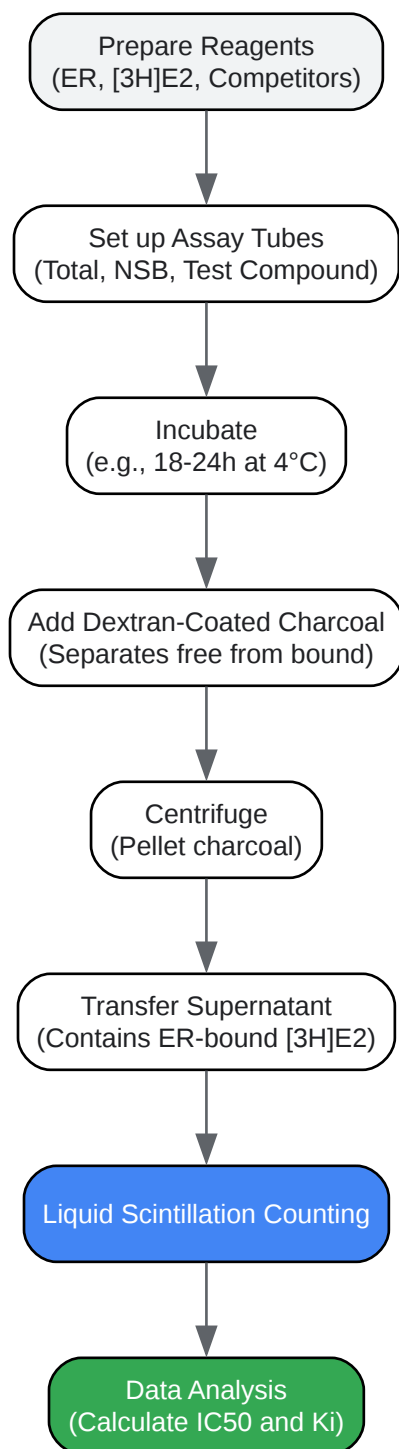 Prepare Reagents
(ER, [3H]E2, Competitors)
Set up Assay Tubes
(Total, NSB, Test Compound)
Incubate
(e.g., 18-24h at 4°C)
Add Dextran-Coated Charcoal
(Separates free from bound)
Centrifuge
(Pellet charcoal)
Transfer Supernatant
(Contains ER-bound [3H]E2)
Liquid Scintillation Counting
Data Analysis
(Calculate IC50 and Ki)